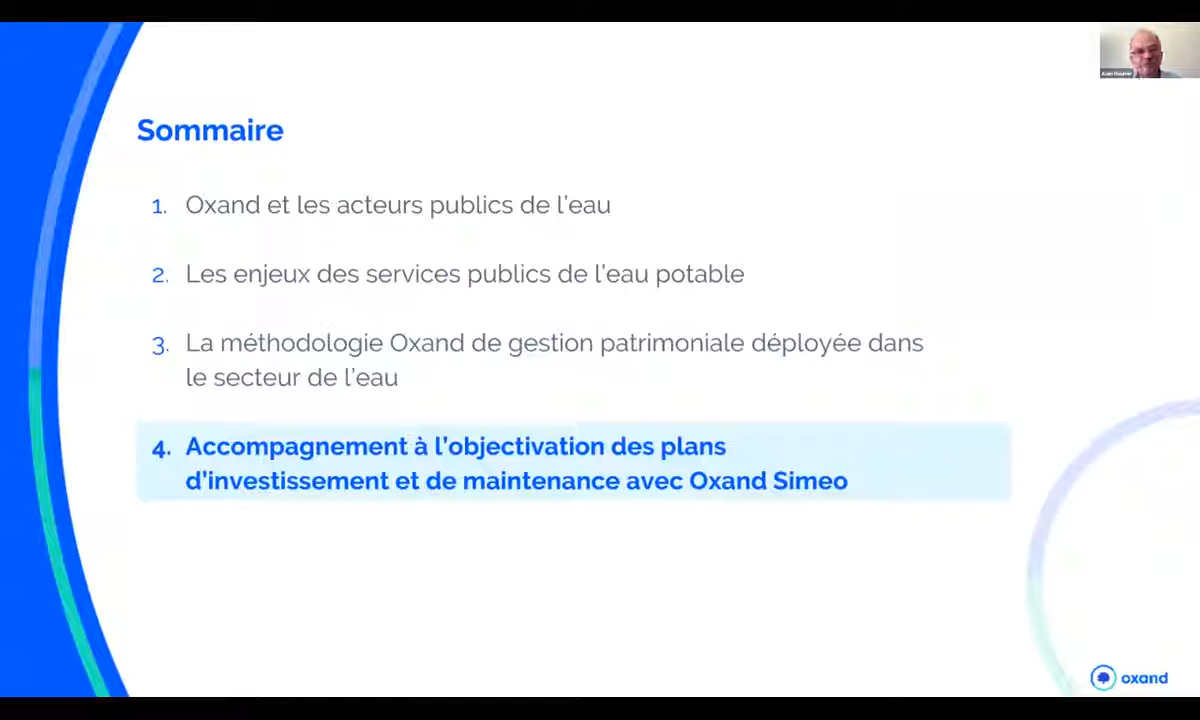 Sommaire
1. Oxand et les acteurs publics de l'eau
2. Les enjeux des services publics de l'eau potable
3. La méthodologie Oxand de gestion patrimoniale déployée dans
le secteur de l'eau
4. Accompagnement à l'objectivation des plans
d'investissement et de maintenance avec Oxand Simeo
oxand